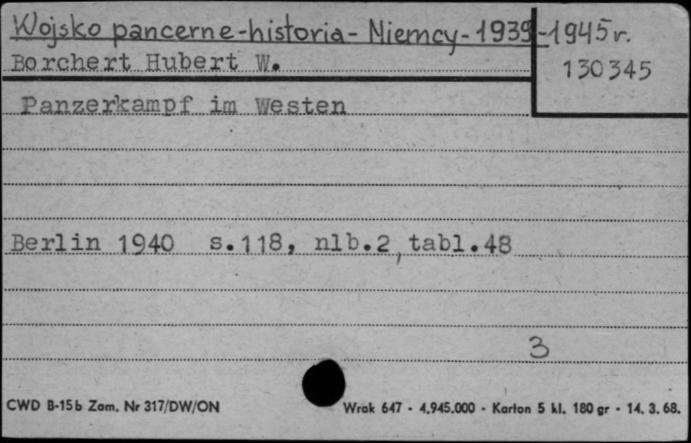 Wojsko pancerne-historia-Niemcy-1939-1945r.
Borchert Hubert W.
130345
Panzerkampf im Westen
Berlin 1940 s.118, nlb.2, tabl.48
3
CWD B-15b Zam. Nr 317/DW/ON
Wrak 647 - 4.945.000 - Karton 5 kl. 180 gr - 14. 3. 68.